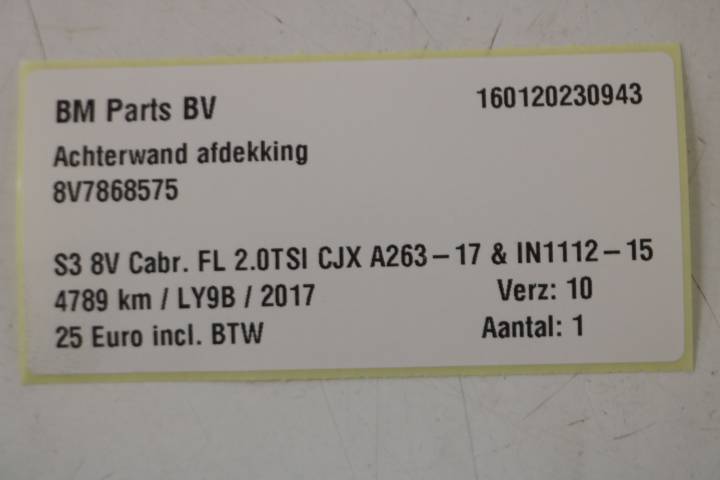 BM Parts BV 160120230943
Achterwand afdekking
8V7868575
S3 8V Cabr. FL 2.0TSI CJX A263-17 & IN1112-15
4789 km / LY9B / 2017 Verz: 10
25 Euro incl. BTW Aantal: 1